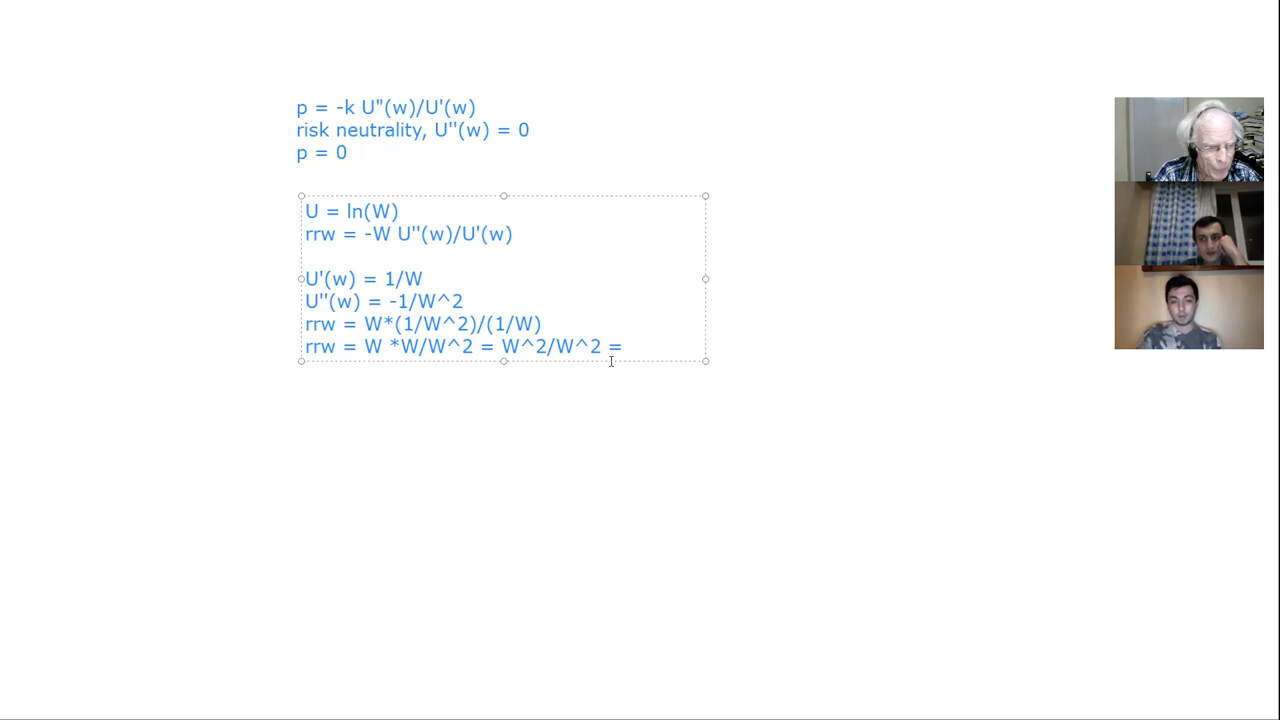 p = -k U"(w)/U'(w)
risk neutrality, U''(w) = 0
p = 0
U = ln(W)
rrw = -W U''(w)/U'(w)
U'(w) = 1/W
U''(w) = -1/W^2
rrw = W*(1/W^2)/(1/W)
rrw = W *W/W^2 = W^2/W^2 =